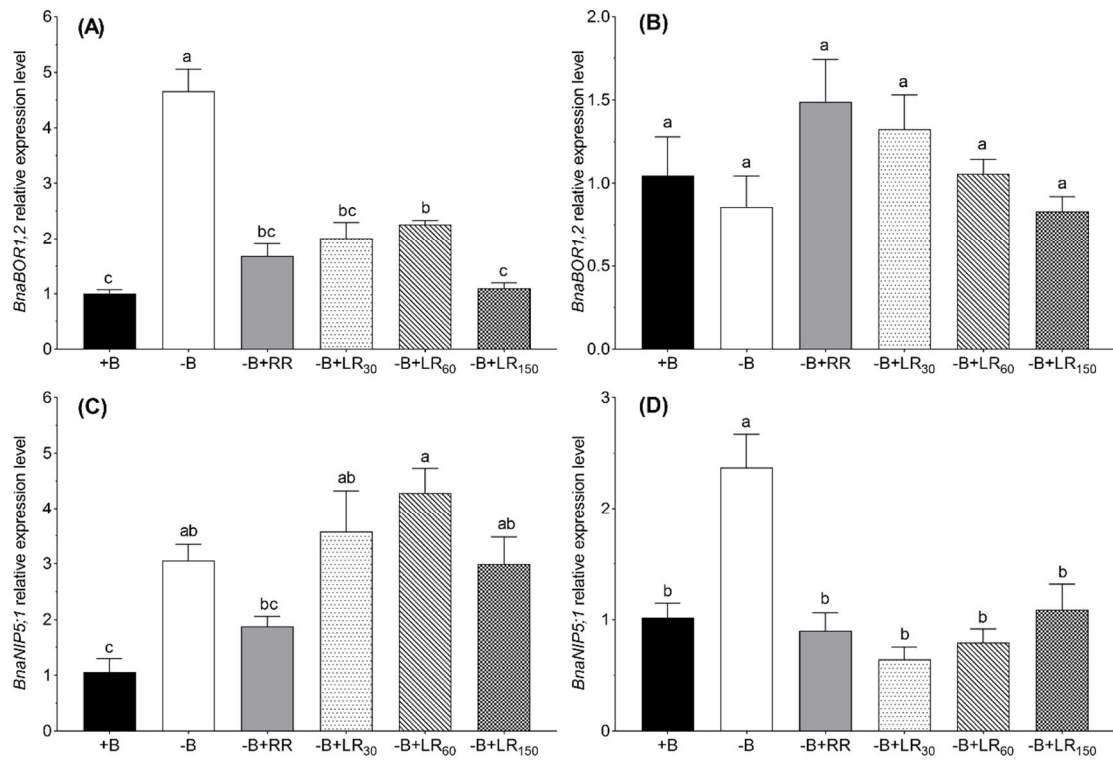 (A)
BnaBOR1,2 relative expression level
6
5
4
3
2
1
0
c
a
bc
bc
b
c
+B
-B
-B+RR
-B+LR30
-B+LR60
-B+LR150
(B)
BnaBOR1,2 relative expression level
2.0
1.5
1.0
0.5
0.0
a
a
a
a
a
a
+B
-B
-B+RR
-B+LR30
-B+LR60
-B+LR150
(C)
BnaNIP5;1 relative expression level
6
5
4
3
2
1
0
c
ab
bc
ab
a
ab
+B
-B
-B+RR
-B+LR30
-B+LR60
-B+LR150
(D)
BnaNIP5;1 relative expression level
3
2
1
0
b
a
b
b
b
b
+B
-B
-B+RR
-B+LR30
-B+LR60
-B+LR150